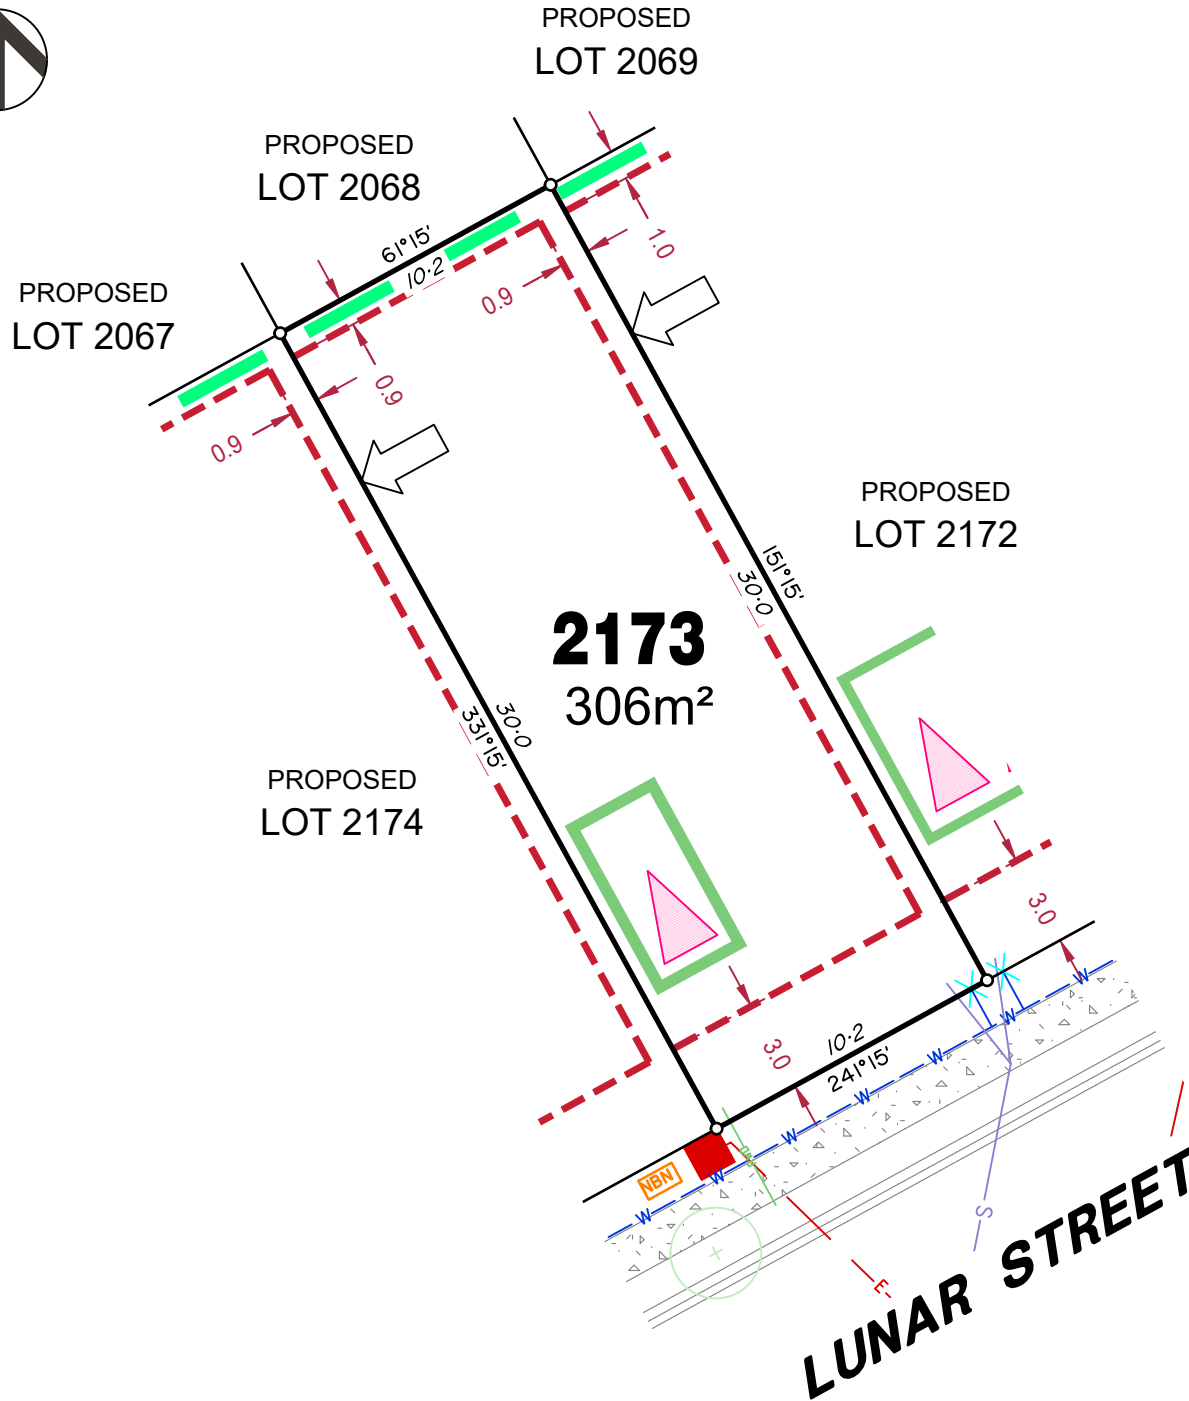 PROPOSED
LOT 2069
PROPOSED
LOT 2068
61°15'
10·2
1.0
0.9
PROPOSED
LOT 2067
0.9
0.9
PROPOSED
LOT 2172
151°15'
30·0
2173
306m²
30·0
331°15'
PROPOSED
LOT 2174
3.0
3.0
10·2
241°15'
W
W
W
W
W
W
W
NBN
S
E
LUNAR STREET